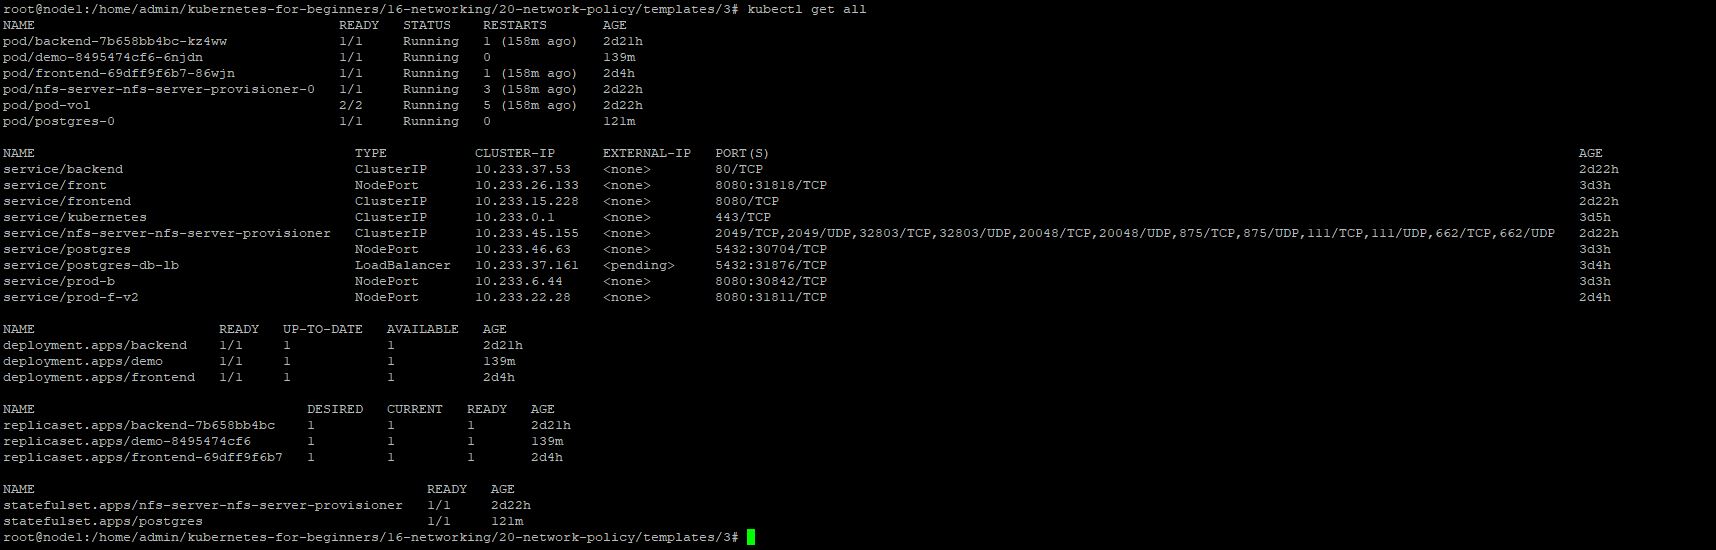 root@node1:/home/admin/kubernetes-for-beginners/16-networking/20-network-policy/templates/3# kubectl get all
NAME                                      READY   STATUS    RESTARTS       AGE
pod/backend-7b658bb4bc-kz4ww              1/1     Running   1 (158m ago)   2d21h
pod/demo-8495474cf6-6njdn                 1/1     Running   0              139m
pod/frontend-69dff9f6b7-86wjn             1/1     Running   1 (158m ago)   2d4h
pod/nfs-server-nfs-server-provisioner-0   1/1     Running   3 (158m ago)   2d22h
pod/pod-vol                               2/2     Running   5 (158m ago)   2d22h
pod/postgres-0                            1/1     Running   0              121m
NAME                                        TYPE           CLUSTER-IP      EXTERNAL-IP   PORT(S)                                                                                                     AGE
service/backend                             ClusterIP      10.233.37.53    <none>        80/TCP                                                                                                      2d22h
service/front                               NodePort       10.233.26.133   <none>        8080:31818/TCP                                                                                              3d3h
service/frontend                            ClusterIP      10.233.15.228   <none>        8080/TCP                                                                                                    2d22h
service/kubernetes                          ClusterIP      10.233.0.1      <none>        443/TCP                                                                                                     3d5h
service/nfs-server-nfs-server-provisioner   ClusterIP      10.233.45.155   <none>        2049/TCP,2049/UDP,32803/TCP,32803/UDP,20048/TCP,20048/UDP,875/TCP,875/UDP,111/TCP,111/UDP,662/TCP,662/UDP   2d22h
service/postgres                            NodePort       10.233.46.63    <none>        5432:30704/TCP                                                                                              3d3h
service/postgres-db-lb                      LoadBalancer   10.233.37.161   <pending>     5432:31876/TCP                                                                                              3d4h
service/prod-b                              NodePort       10.233.6.44     <none>        8080:30842/TCP                                                                                              3d3h
service/prod-f-v2                           NodePort       10.233.22.28    <none>        8080:31811/TCP                                                                                              2d4h
NAME                       READY   UP-TO-DATE   AVAILABLE   AGE
deployment.apps/backend    1/1     1            1           2d21h
deployment.apps/demo       1/1     1            1           139m
deployment.apps/frontend   1/1     1            1           2d4h
NAME                                  DESIRED   CURRENT   READY   AGE
replicaset.apps/backend-7b658bb4bc    1         1         1       2d21h
replicaset.apps/demo-8495474cf6       1         1         1       139m
replicaset.apps/frontend-69dff9f6b7   1         1         1       2d4h
NAME                                                 READY   AGE
statefulset.apps/nfs-server-nfs-server-provisioner   1/1     2d22h
statefulset.apps/postgres                            1/1     121m
root@node1:/home/admin/kubernetes-for-beginners/16-networking/20-network-policy/templates/3#